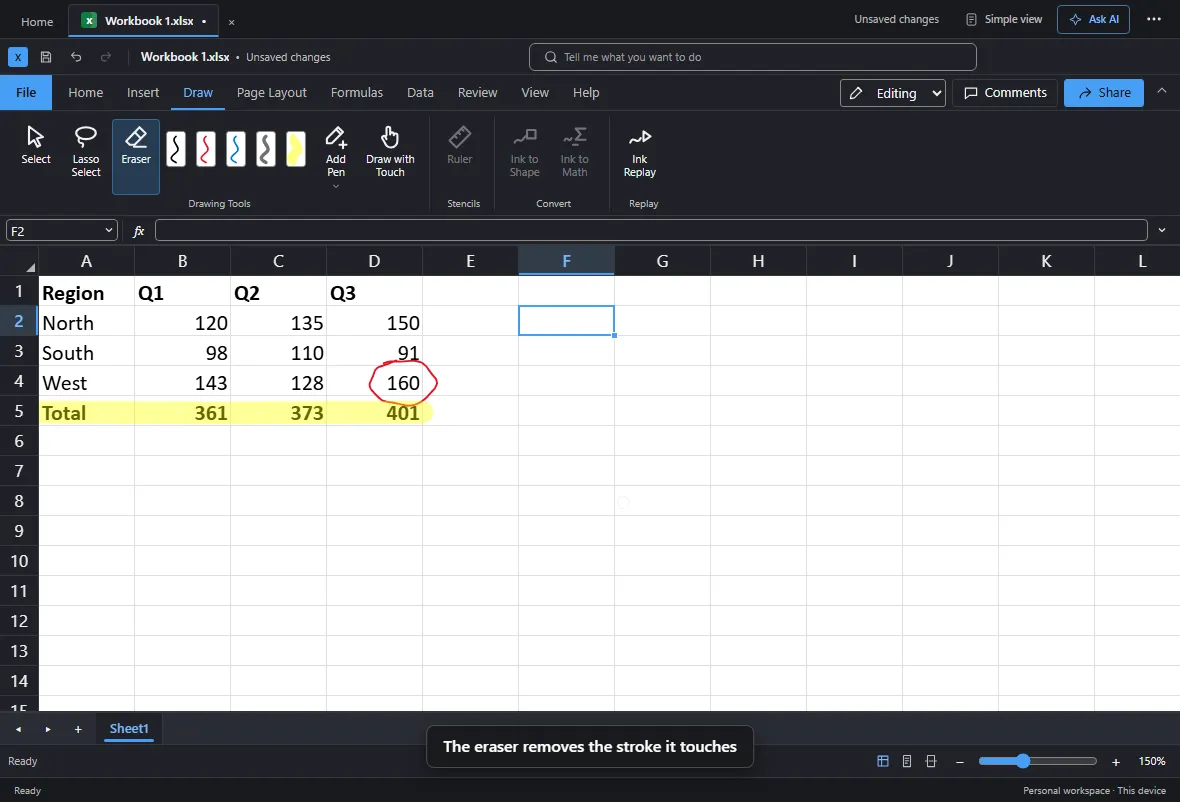 Home
Workbook 1.xlsx •
Unsaved changes
Simple view
Ask AI
Workbook 1.xlsx • Unsaved changes
Tell me what you want to do
File Home Insert Draw Page Layout Formulas Data Review View Help
Editing
Comments
Share
Select
Lasso Select
Eraser
Add Pen
Draw with Touch
Ruler
Ink to Shape
Ink to Math
Ink Replay
Drawing Tools
Stencils
Convert
Replay
F2
fx
A B C D E F G H I J K L
1 Region Q1 Q2 Q3
2 North 120 135 150
3 South 98 110 91
4 West 143 128 160
5 Total 361 373 401
6
7
8
9
10
11
12
13
14
15
Sheet1
The eraser removes the stroke it touches
Ready
150%
Ready
Personal workspace · This device